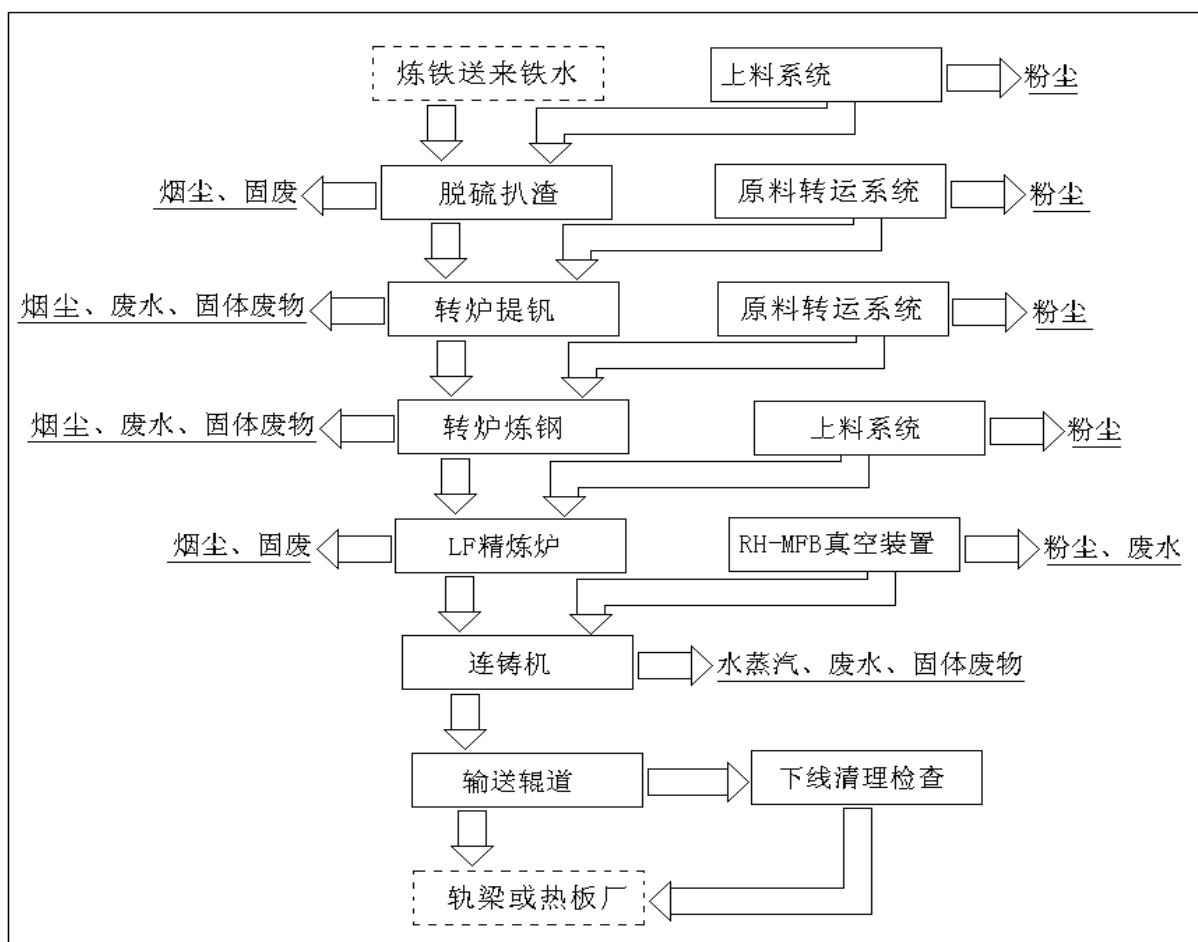 炼铁送来铁水
上料系统
粉尘
烟尘、固废
脱硫扒渣
原料转运系统
粉尘
烟尘、废水、固体废物
转炉提钒
原料转运系统
粉尘
烟尘、废水、固体废物
转炉炼钢
上料系统
粉尘
烟尘、固废
LF精炼炉
RH-MFB真空装置
粉尘、废水
连铸机
水蒸汽、废水、固体废物
输送辊道
下线清理检查
轨梁或热板厂